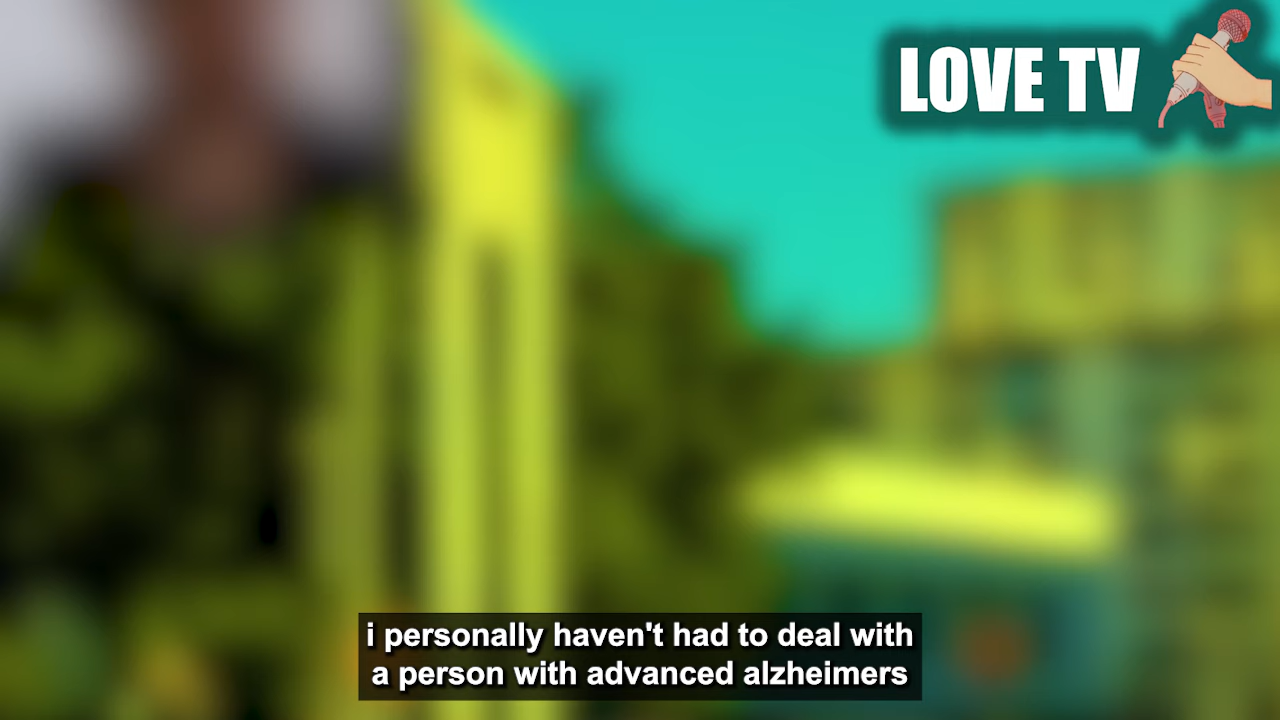 LOVE TV
i personally haven't had to deal with
a person with advanced alzheimers